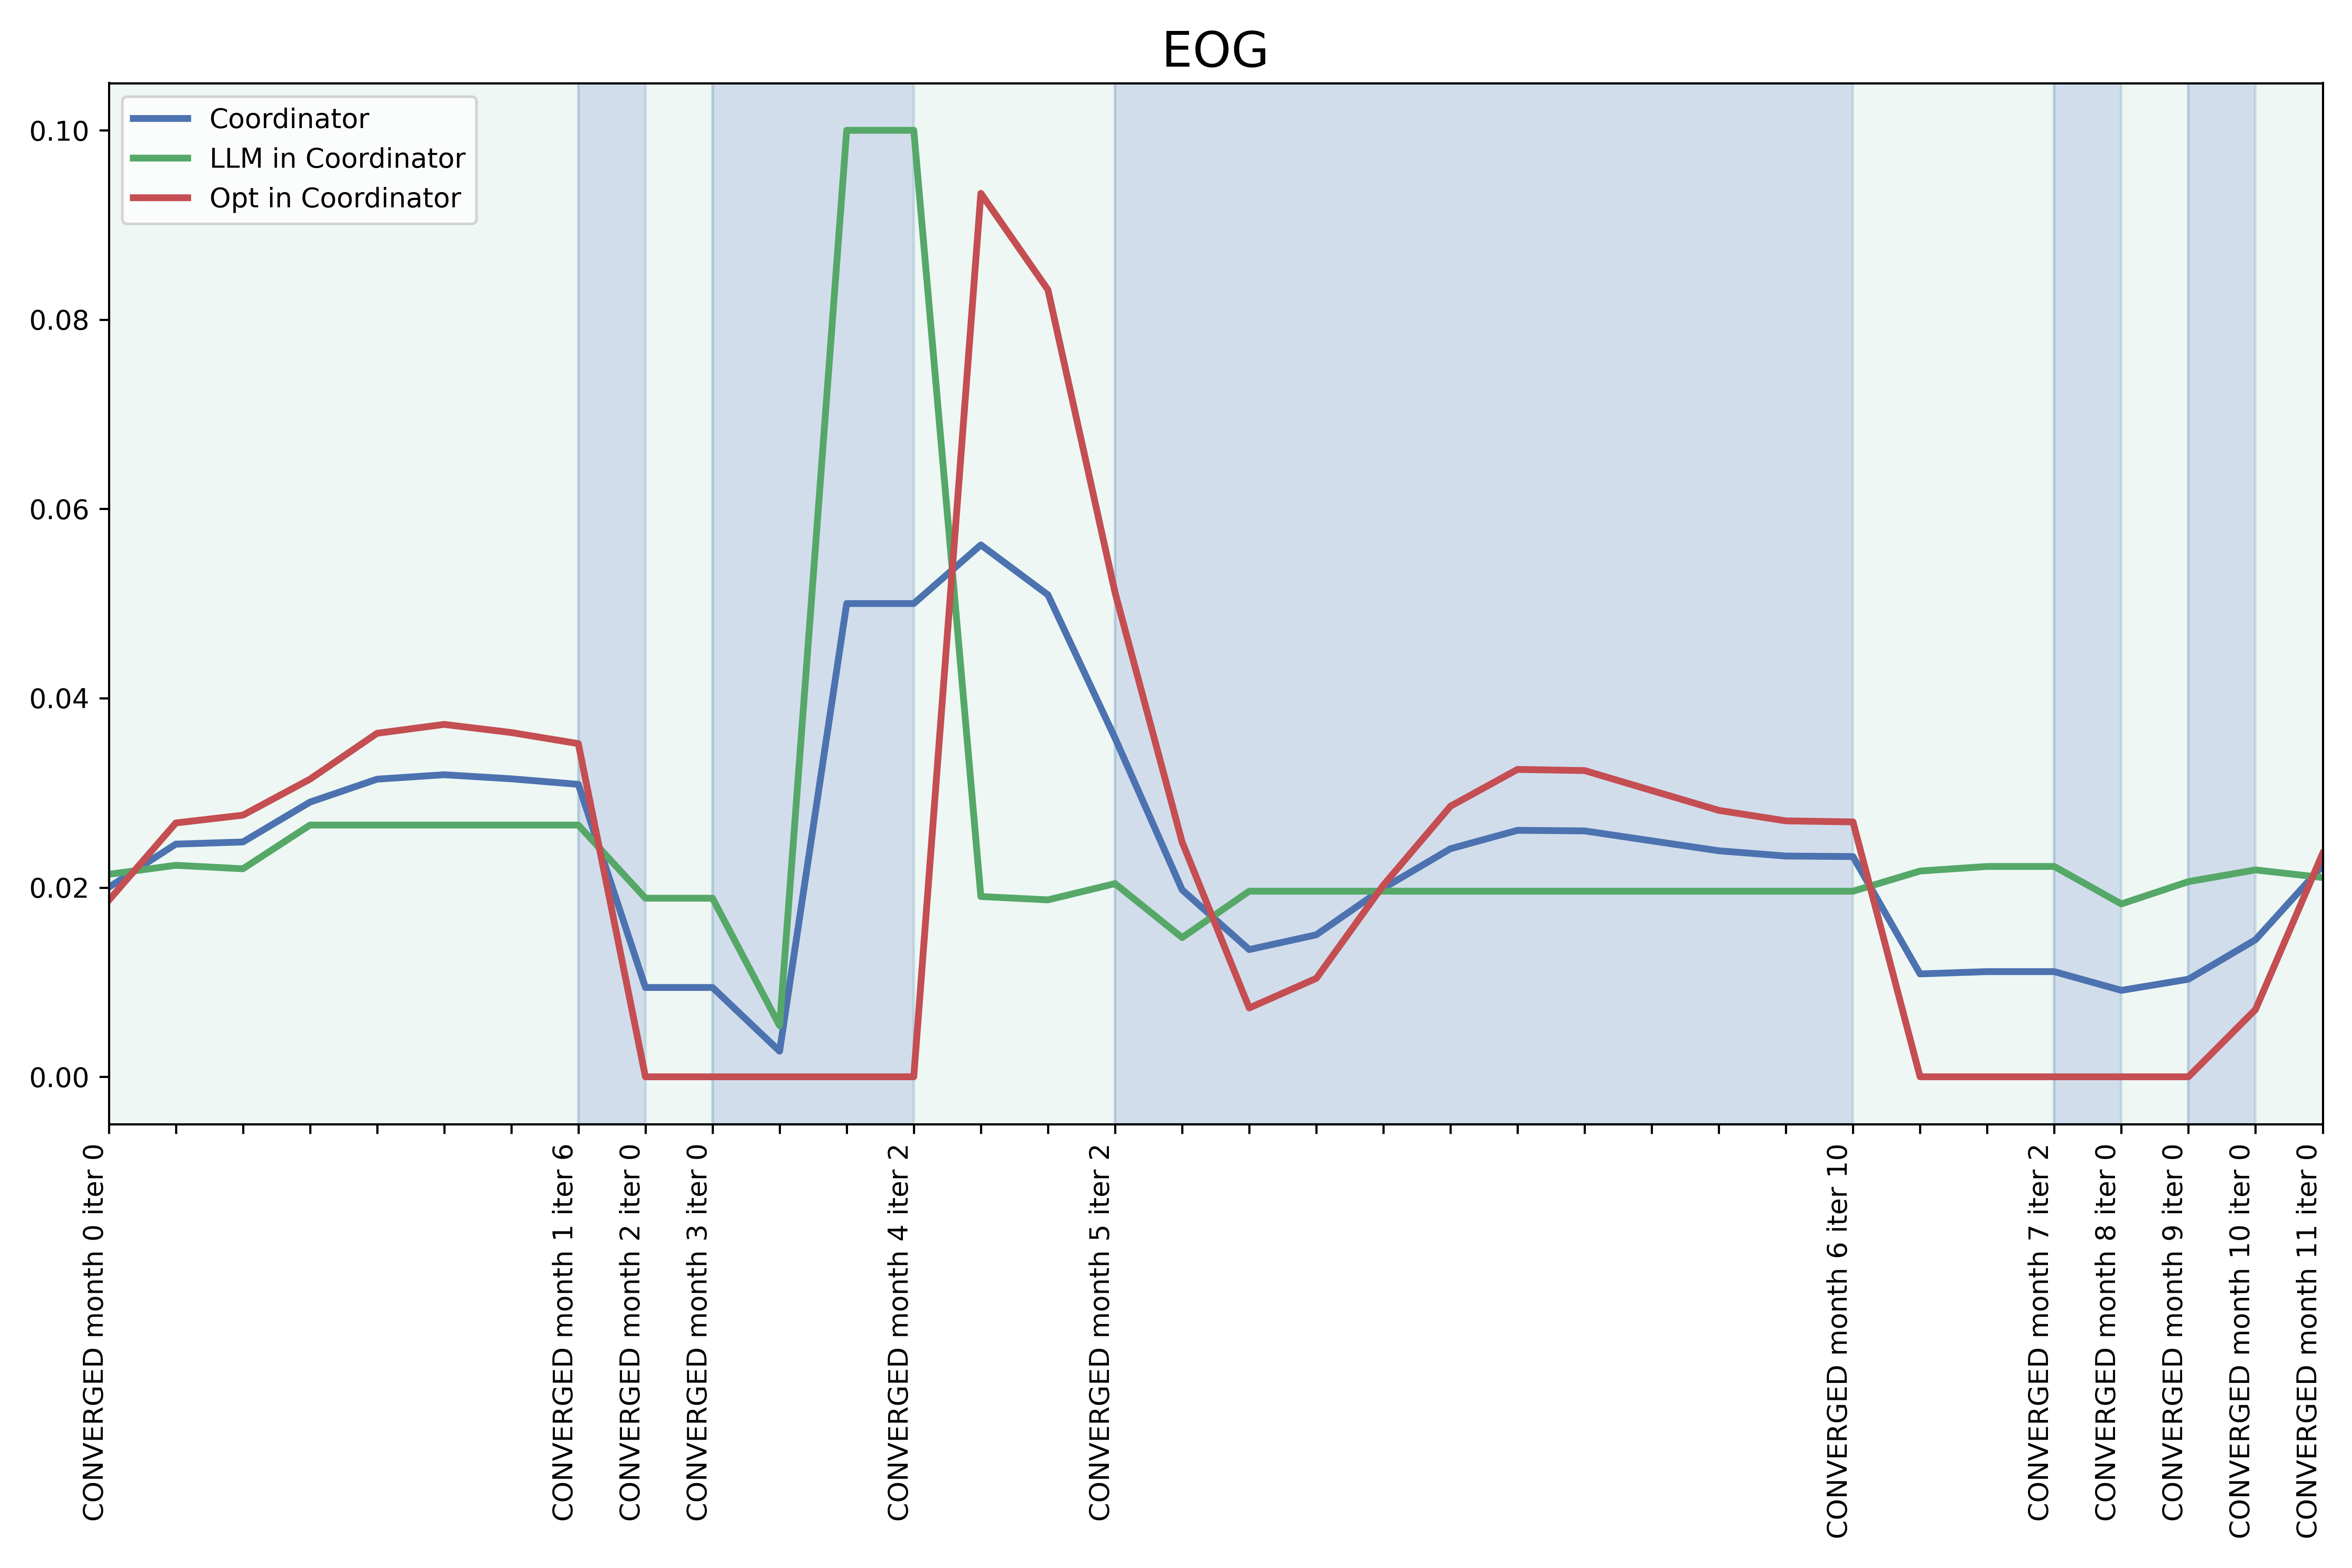 EOG
Coordinator
LLM in Coordinator
Opt in Coordinator
0.10
0.08
0.06
0.04
0.02
0.00
CONVERGED month 0 iter 0
CONVERGED month 1 iter 6
CONVERGED month 2 iter 0
CONVERGED month 3 iter 0
CONVERGED month 4 iter 2
CONVERGED month 5 iter 2
CONVERGED month 6 iter 10
CONVERGED month 7 iter 2
CONVERGED month 8 iter 0
CONVERGED month 9 iter 0
CONVERGED month 10 iter 0
CONVERGED month 11 iter 0